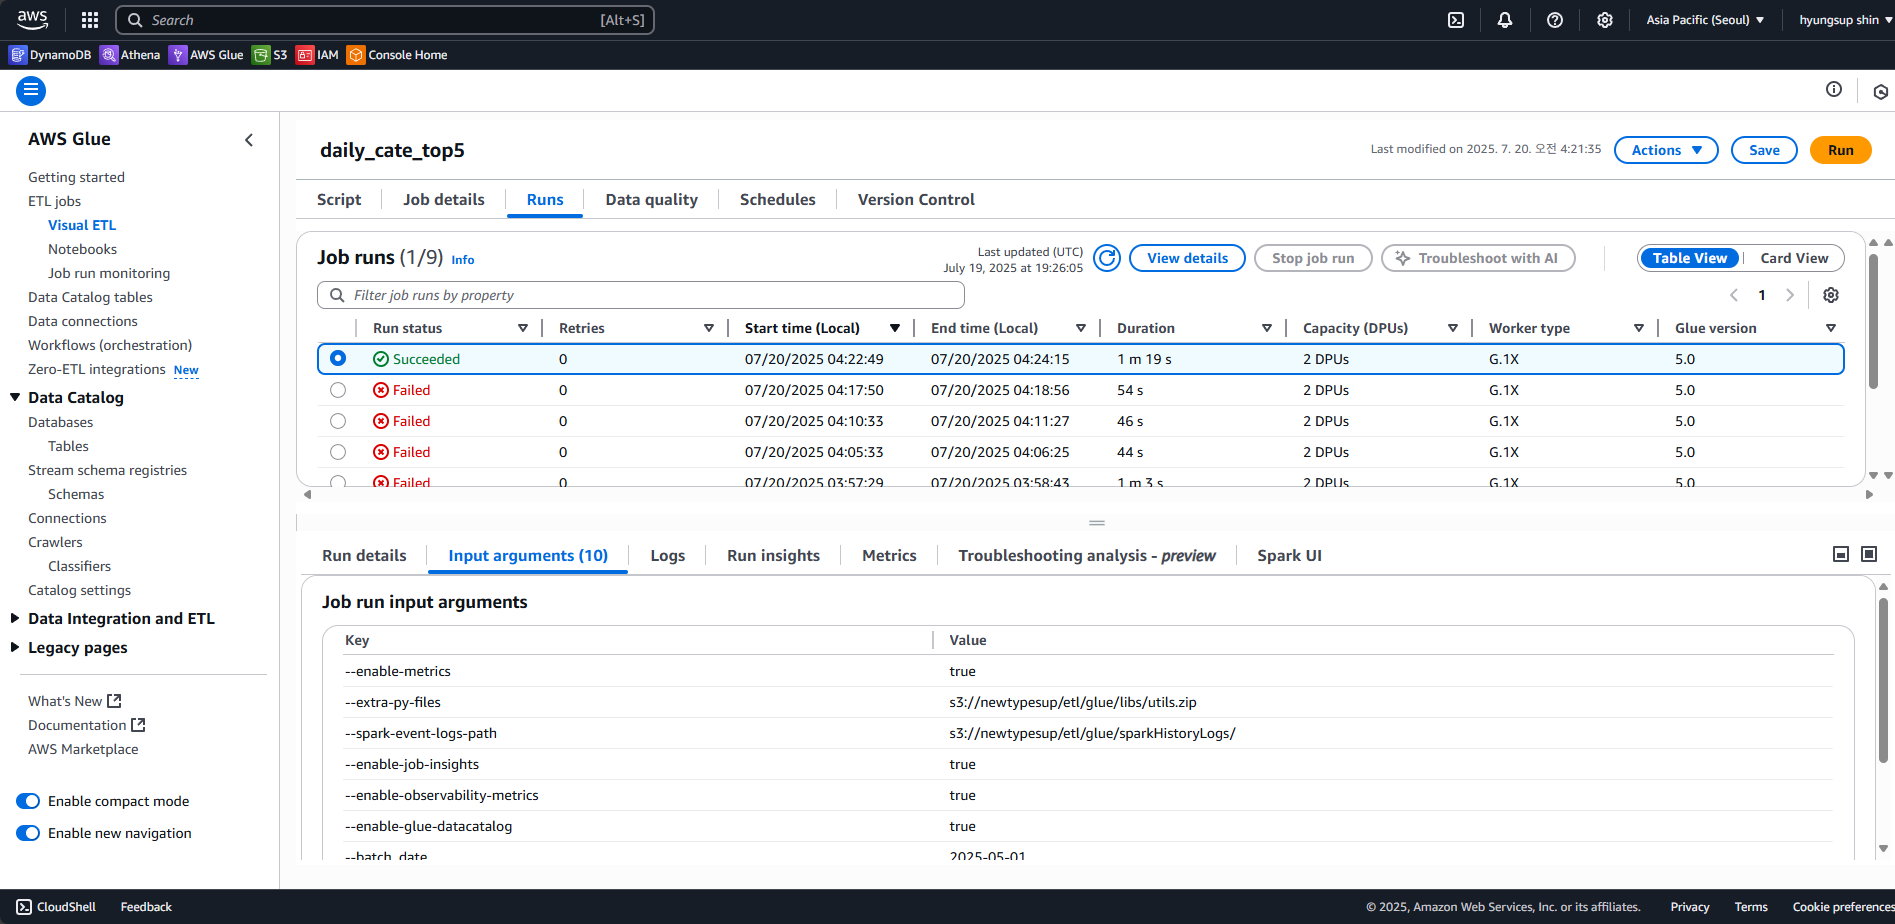 aws Search [Alt+S] Asia Pacific (Seoul) hyungsup shin
DynamoDB Athena AWS Glue S3 IAM Console Home
AWS Glue
Getting started
ETL jobs
Visual ETL
Notebooks
Job run monitoring
Data Catalog tables
Data connections
Workflows (orchestration)
Zero-ETL integrations New
Data Catalog
Databases
Tables
Stream schema registries
Schemas
Connections
Crawlers
Classifiers
Catalog settings
Data Integration and ETL
Legacy pages
What's New
Documentation
AWS Marketplace
Enable compact mode
Enable new navigation
daily_cate_top5 Last modified on 2025. 7. 20. 오전 4:21:35 Actions Save Run
Script Job details Runs Data quality Schedules Version Control
Job runs (1/9) Info
Last updated (UTC)
July 19, 2025 at 19:26:05
View details Stop job run Troubleshoot with AI Table View Card View
Filter job runs by property 1
Run status Retries Start time (Local) End time (Local) Duration Capacity (DPUs) Worker type Glue version
Succeeded 0 07/20/2025 04:22:49 07/20/2025 04:24:15 1 m 19 s 2 DPUs G.1X 5.0
Failed 0 07/20/2025 04:17:50 07/20/2025 04:18:56 54 s 2 DPUs G.1X 5.0
Failed 0 07/20/2025 04:10:33 07/20/2025 04:11:27 46 s 2 DPUs G.1X 5.0
Failed 0 07/20/2025 04:05:33 07/20/2025 04:06:25 44 s 2 DPUs G.1X 5.0
Failed 0 07/20/2025 03:57:29 07/20/2025 03:58:43 1 m 3 s 2 DPUs G.1X 5.0
Run details Input arguments (10) Logs Run insights Metrics Troubleshooting analysis - preview Spark UI
Job run input arguments
Key Value
--enable-metrics true
--extra-py-files s3://newtypesup/etl/glue/libs/utils.zip
--spark-event-logs-path s3://newtypesup/etl/glue/sparkHistoryLogs/
--enable-job-insights true
--enable-observability-metrics true
--enable-glue-datacatalog true
--batch_date 2025-05-01
CloudShell Feedback © 2025, Amazon Web Services, Inc. or its affiliates. Privacy Terms Cookie preferences